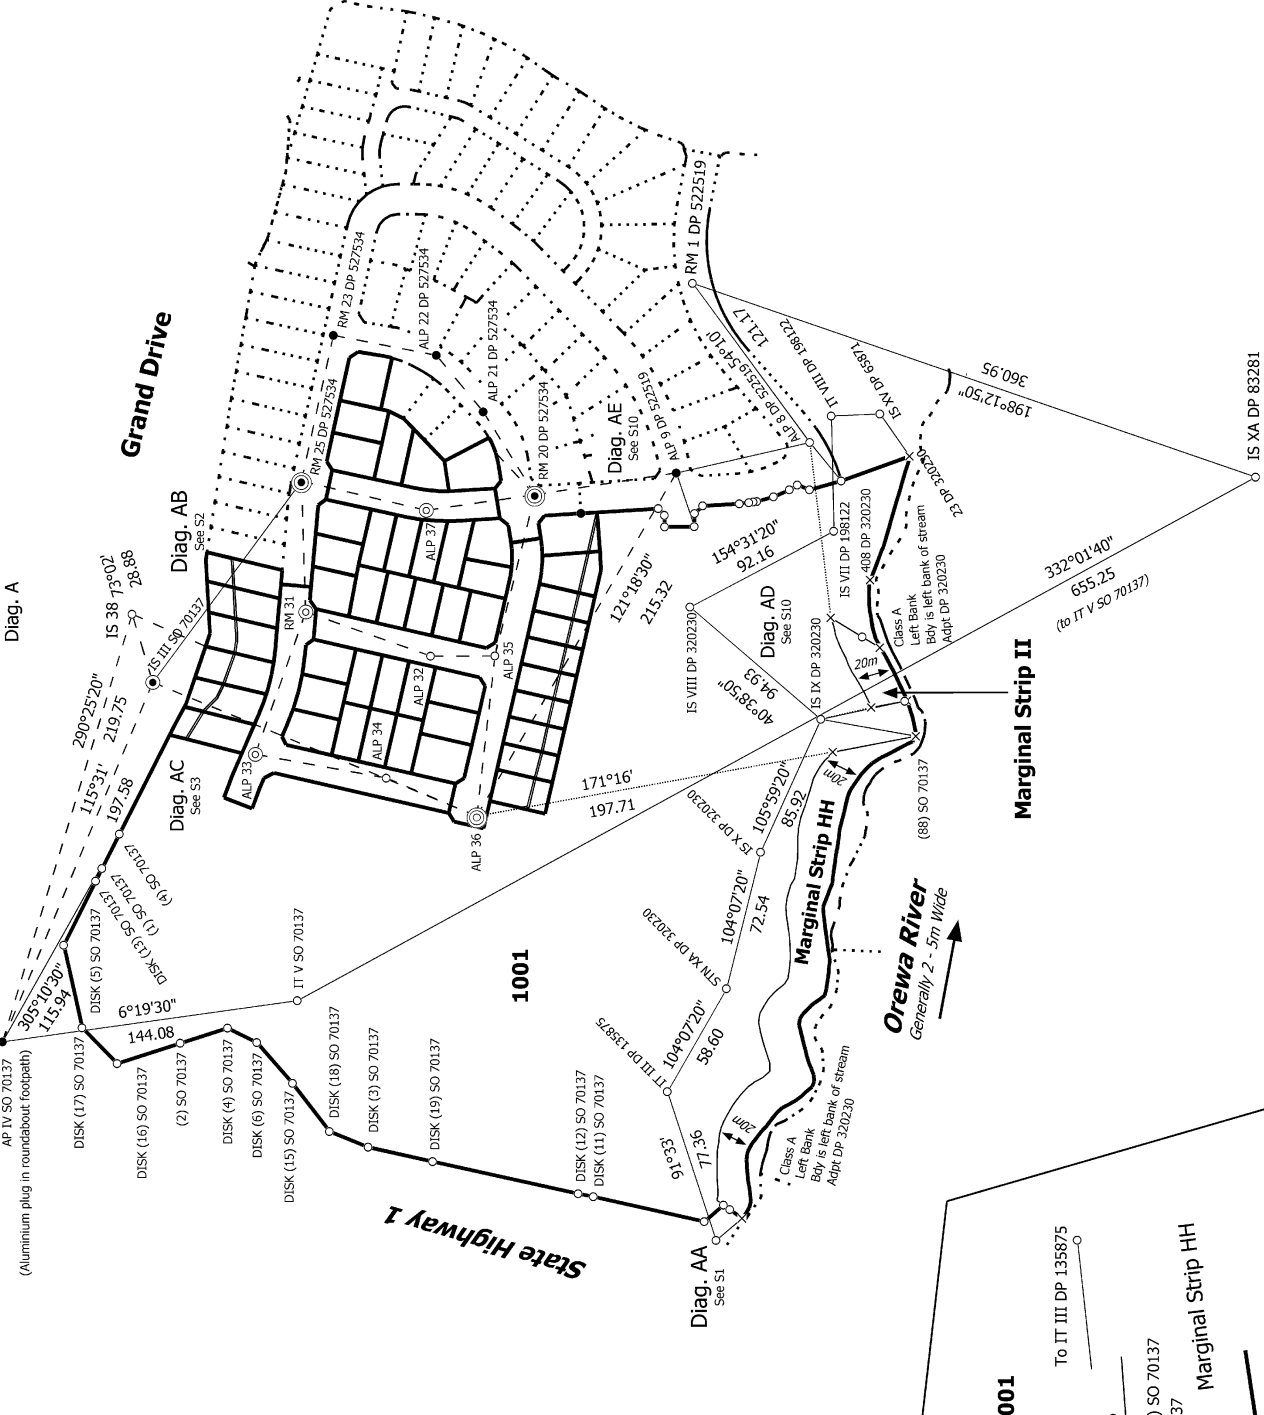 Diag. A
Grand Drive
Diag. AB
See S2
Diag. AC
See S3
IS 38
73°02'
28.88
IS III SO 70137
290°25'20"
219.75
115°31'
197.58
RM 23 DP 527534
ALP 22 DP 527534
ALP 21 DP 527534
RM 25 DP 527534
RM 20 DP 527534
RM 31
ALP 37
ALP 32
ALP 35
ALP 34
ALP 33
ALP 36
Diag. AE
See S10
ALP 9 DP 522519
ALP 8 DP 522519
54°10'
121.17
RM 1 DP 522519
IT VIII DP 198122
IS XV DP 65871
360.95
198°12'50"
IS XA DP 83281
332°01'40"
655.25
(to IT V SO 70137)
23 DP 320230
408 DP 320230
IS VII DP 198122
154°31'20"
92.16
121°18'30"
215.32
IS VIII DP 320230
Diag. AD
See S10
40°38'50"
94.93
IS IX DP 320230
Class A
Left Bank
Bdy is left bank of stream
Adpt DP 320230
20m
Marginal Strip II
(88) SO 70137
171°16'
197.71
20m
105°59'20"
85.92
IS X DP 320230
104°07'20"
72.54
STN XA DP 320230
Marginal Strip HH
Orewa River
Generally 2 - 5m Wide
104°07'20"
58.60
IT III DP 135875
91°33'
77.36
20m
Class A
Left Bank
Bdy is left bank of stream
Adpt DP 320230
1001
IT V SO 70137
6°19'30"
144.08
305°10'30"
115.94
AP IV SO 70137
(Aluminium plug in roundabout footpath)
(4) SO 70137
(1) SO 70137
DISK (13) SO 70137
DISK (5) SO 70137
DISK (17) SO 70137
DISK (16) SO 70137
(2) SO 70137
DISK (4) SO 70137
DISK (6) SO 70137
DISK (15) SO 70137
DISK (18) SO 70137
DISK (3) SO 70137
DISK (19) SO 70137
DISK (12) SO 70137
DISK (11) SO 70137
State Highway 1
Diag. AA
See S1
To IT III DP 135875
Marginal Strip HH
001
) SO 70137
37